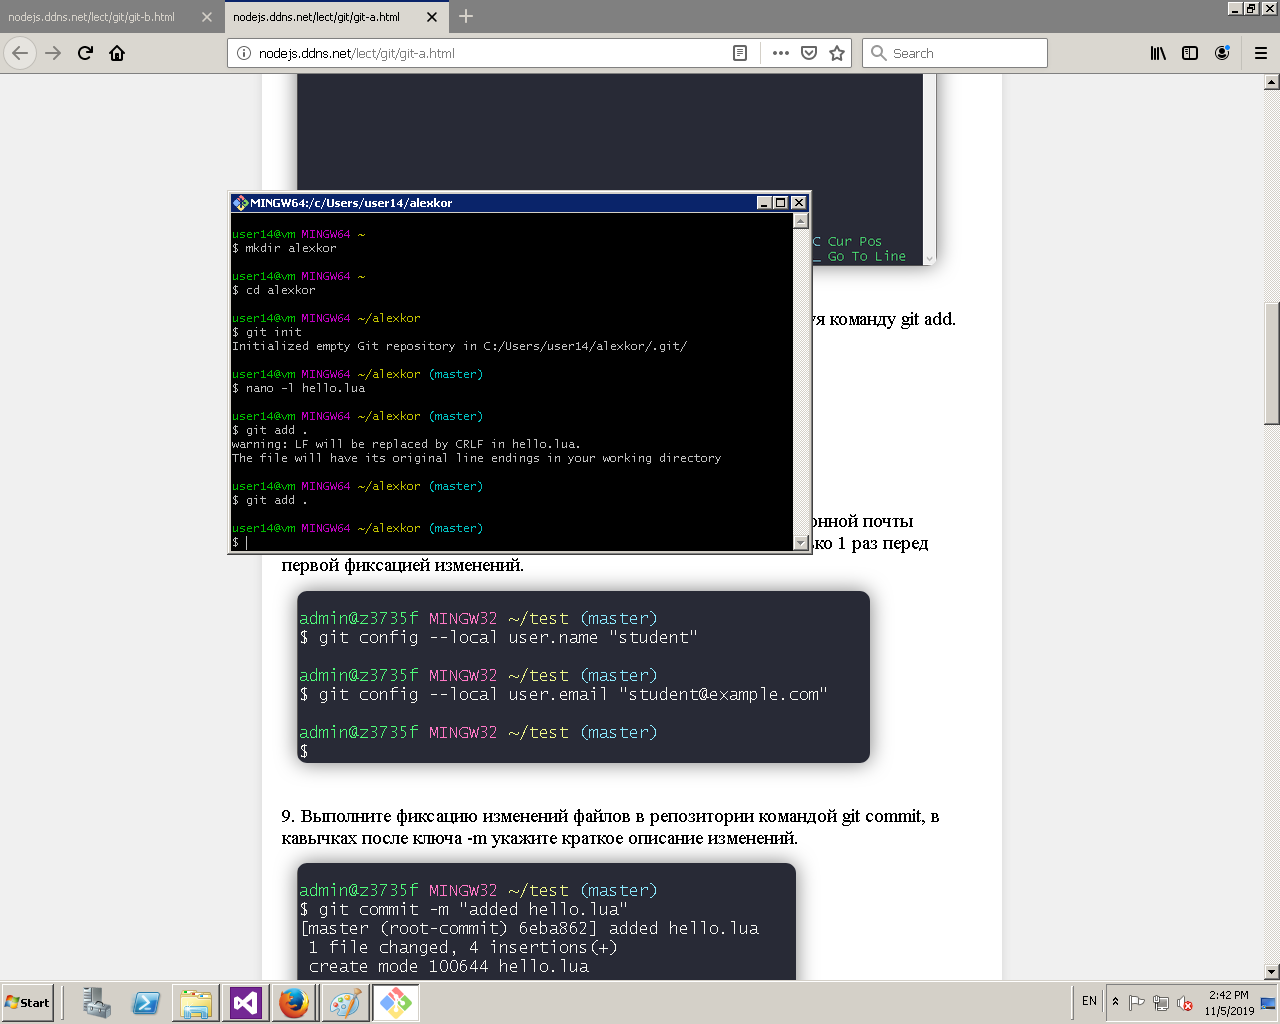 nodejs.ddns.net/lect/git/git-b.html
nodejs.ddns.net/lect/git/git-a.html
nodejs.ddns.net/lect/git/git-a.html
Search
C Cur Pos
_ Go To Line
MINGW64:/c/Users/user14/alexkor
user14@vm MINGW64 ~
$ mkdir alexkor
user14@vm MINGW64 ~
$ cd alexkor
user14@vm MINGW64 ~/alexkor
$ git init
Initialized empty Git repository in C:/Users/user14/alexkor/.git/
user14@vm MINGW64 ~/alexkor (master)
$ nano -l hello.lua
user14@vm MINGW64 ~/alexkor (master)
$ git add .
warning: LF will be replaced by CRLF in hello.lua.
The file will have its original line endings in your working directory
user14@vm MINGW64 ~/alexkor (master)
$ git add .
user14@vm MINGW64 ~/alexkor (master)
$
я команду git add.
онной почты
ко 1 раз перед
первой фиксацией изменений.
admin@z3735f MINGW32 ~/test (master)
$ git config --local user.name "student"
admin@z3735f MINGW32 ~/test (master)
$ git config --local user.email "student@example.com"
admin@z3735f MINGW32 ~/test (master)
$
9. Выполните фиксацию изменений файлов в репозитории командой git commit, в
кавычках после ключа -m укажите краткое описание изменений.
admin@z3735f MINGW32 ~/test (master)
$ git commit -m "added hello.lua"
[master (root-commit) 6eba862] added hello.lua
1 file changed, 4 insertions(+)
create mode 100644 hello.lua
Start
EN
2:42 PM
11/5/2019